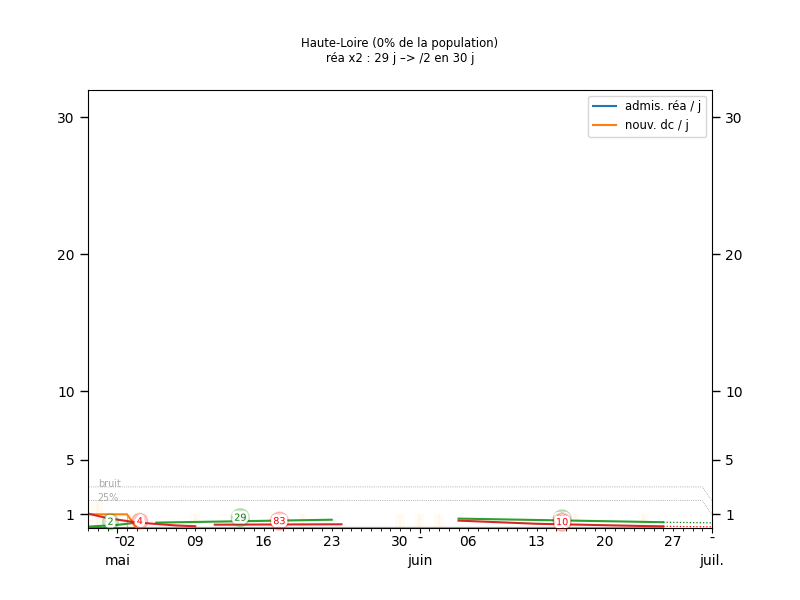 Haute-Loire (0% de la population)
réa x2 : 29 j –> /2 en 30 j
admis. réa / j
nouv. dc / j
30 30
20 20
10 10
5 5
bruit
25%
1 1
2 4 29 83 10
02 09 16 23 30 - 06 13 20 27 -
mai juin juil.